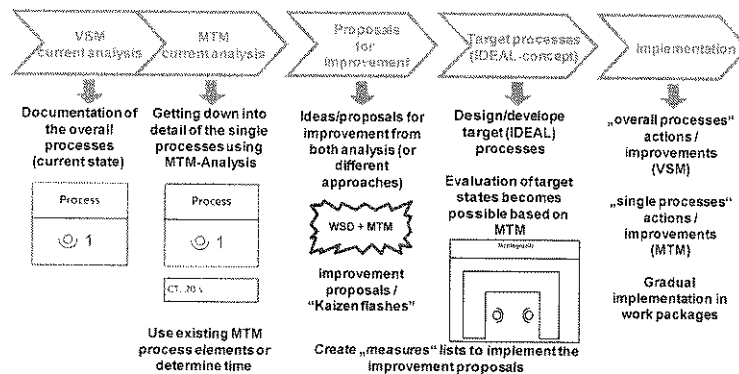 VSM
current analysis
MTM
current analysis
Proposals
for
improvement
Target processes
(IDEAL-concept)
Implementation
Documentation of
the overall
processes
(current state)
Process
1
Getting down into
detail of the single
processes using
MTM-Analysis
Process
1
CT: 20 s
Use existing MTM
process elements or
determine time
Ideas/proposals for
improvement from
both analysis (or
different
approaches)
WSD + MTM
improvement
proposals /
“Kaizen flashes”
Design/develope
target (IDEAL)
processes
Evaluation of target
states becomes
possible based on
MTM
Create „measures“ lists to implement the
improvement proposals
„overall processes“
actions /
improvements
(VSM)
„single processes“
actions /
improvements
(MTM)
Gradual
implementation in
work packages